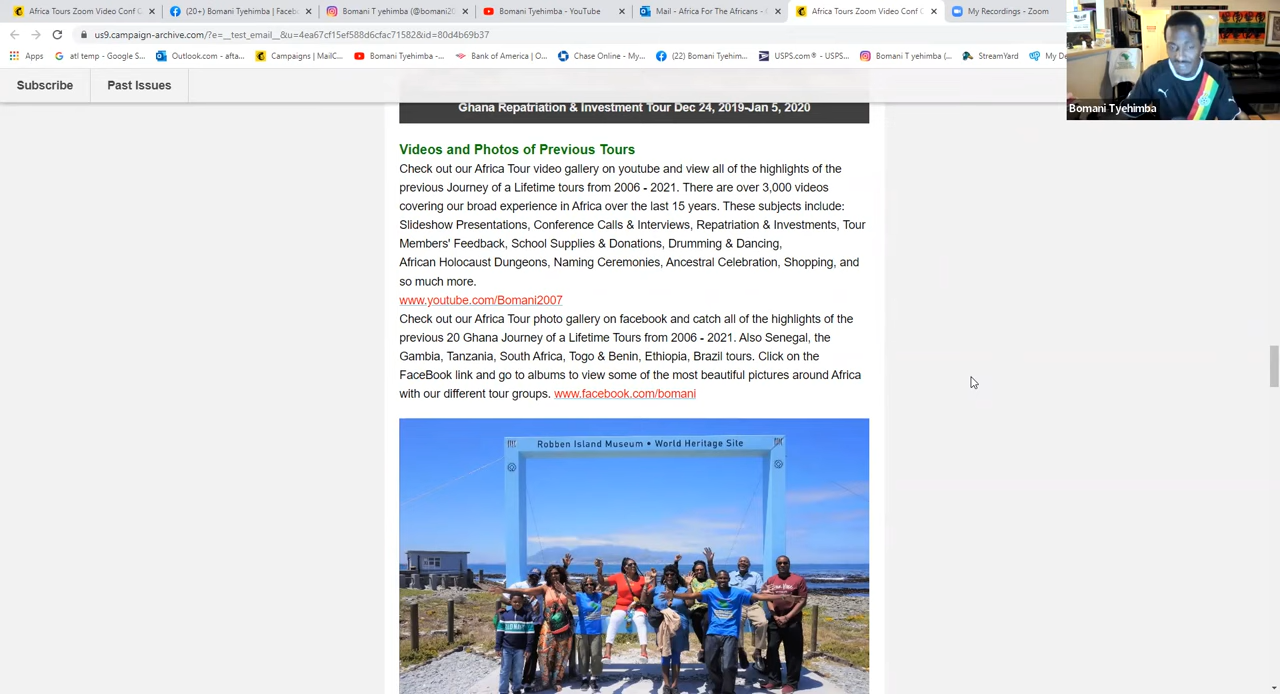 Africa Tours Zoom Video Conf C
(20+) Bomani Tyehimba | Faceb
Bomani T yehimba (@bomani20
Bomani Tyehimba - YouTube
Mail - Africa For The Africans -
Africa Tours Zoom Video Conf C
My Recordings - Zoom
us9.campaign-archive.com/?e=__test_email__&u=4ea67cf15ef588d6cfac71582&id=80d4b69b37
Apps
atl temp - Google S...
Outlook.com - afta...
Campaigns | MailC...
Bomani Tyehimba -...
Bank of America | O...
Chase Online - My...
(22) Bomani Tyehim...
USPS.com® - USPS...
Bomani T yehimba (...
StreamYard
My De
Subscribe
Past Issues
Bomani Tyehimba
Ghana Repatriation & Investment Tour Dec 24, 2019-Jan 5, 2020
Videos and Photos of Previous Tours
Check out our Africa Tour video gallery on youtube and view all of the highlights of the
previous Journey of a Lifetime tours from 2006 - 2021. There are over 3,000 videos
covering our broad experience in Africa over the last 15 years. These subjects include:
Slideshow Presentations, Conference Calls & Interviews, Repatriation & Investments, Tour
Members' Feedback, School Supplies & Donations, Drumming & Dancing,
African Holocaust Dungeons, Naming Ceremonies, Ancestral Celebration, Shopping, and
so much more.
www.youtube.com/Bomani2007
Check out our Africa Tour photo gallery on facebook and catch all of the highlights of the
previous 20 Ghana Journey of a Lifetime Tours from 2006 - 2021. Also Senegal, the
Gambia, Tanzania, South Africa, Togo & Benin, Ethiopia, Brazil tours. Click on the
FaceBook link and go to albums to view some of the most beautiful pictures around Africa
with our different tour groups. www.facebook.com/bomani
Robben Island Museum • World Heritage Site